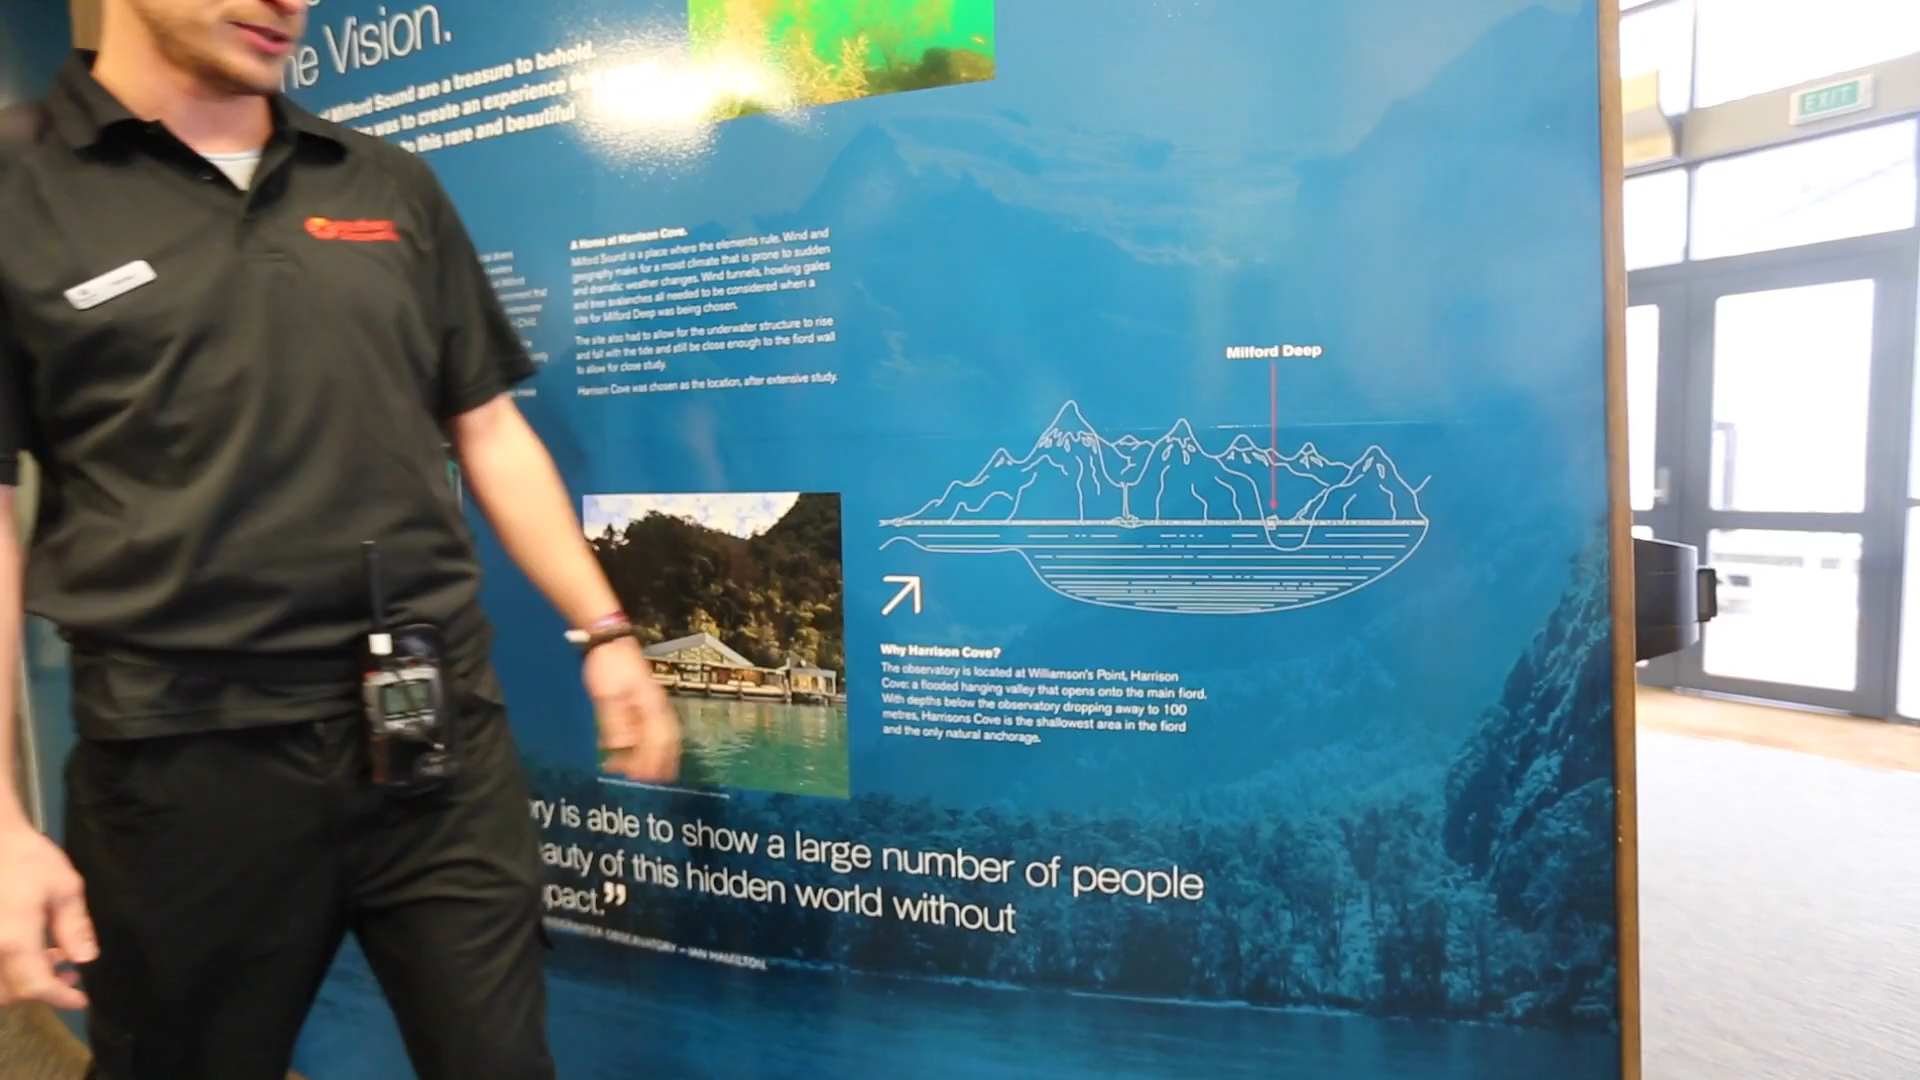 he Vision.
Milford Sound are a treasure to behold.
was to create an experience
to this rare and beautiful
A Home at Harrison Cove.
Milford Sound is a place where the elements rule. Wind and
geography make for a moist climate that is prone to sudden
and dramatic weather changes. Wind tunnels, howling gales
and tree avalanches all needed to be considered when a
site for Milford Deep was being chosen.
The site also had to allow for the underwater structure to rise
and fall with the tide and still be close enough to the fiord wall
to allow for close study.
Harrison Cove was chosen as the location, after extensive study.
Milford Deep
Why Harrison Cove?
The observatory is located at Williamson's Point, Harrison
Cove: a flooded hanging valley that opens onto the main fiord.
With depths below the observatory dropping away to 100
metres, Harrisons Cove is the shallowest area in the fiord
and the only natural anchorage.
ry is able to show a large number of people
auty of this hidden world without
pact.”
OBSERVATORY – IAN HAMILTON
EXIT